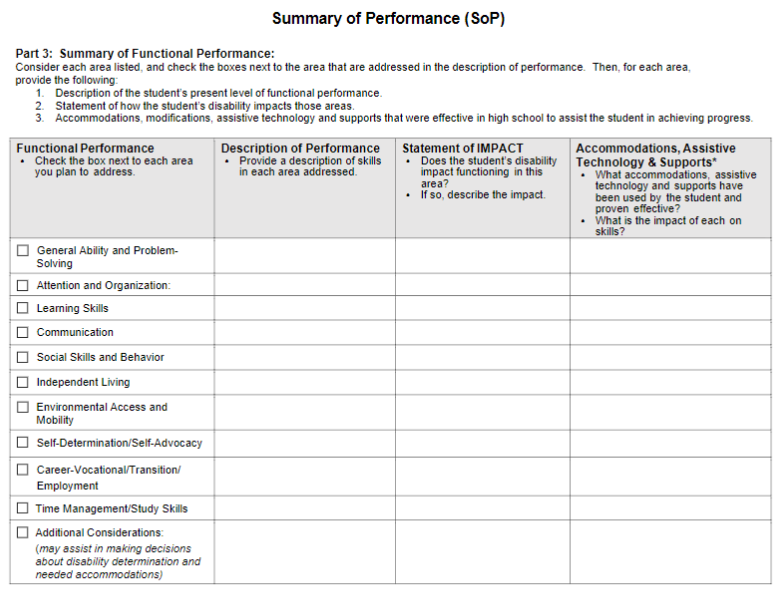 Summary of Performance (SoP)
Part 3: Summary of Functional Performance:
Consider each area listed, and check the boxes next to the area that are addressed in the description of performance. Then, for each area,
provide the following:
1. Description of the student's present level of functional performance.
2. Statement of how the student's disability impacts those areas.
3. Accommodations, modifications, assistive technology and supports that were effective in high school to assist the student in achieving progress.
Functional Performance
• Check the box next to each area
you plan to address.
Description of Performance
• Provide a description of skills
in each area addressed.
Statement of IMPACT
• Does the student's disability
impact functioning in this
area?
• If so, describe the impact.
Accommodations, Assistive
Technology & Supports*
• What accommodations, assistive
technology and supports have
been used by the student and
proven effective?
• What is the impact of each on
skills?
General Ability and Problem-
Solving
Attention and Organization:
Learning Skills
Communication
Social Skills and Behavior
Independent Living
Environmental Access and
Mobility
Self-Determination/Self-Advocacy
Career-Vocational/Transition/
Employment
Time Management/Study Skills
Additional Considerations:
(may assist in making decisions
about disability determination and
needed accommodations)